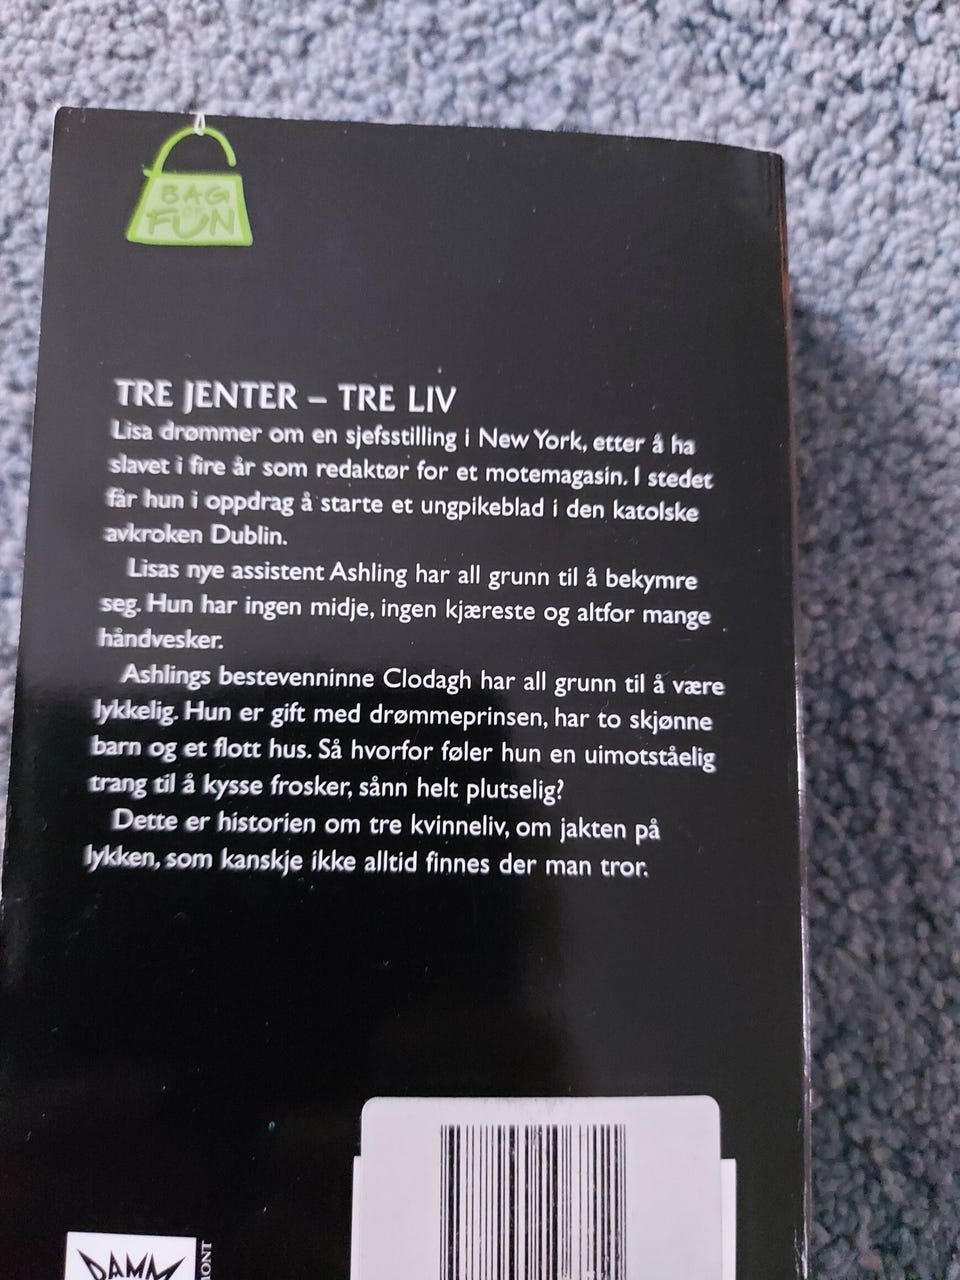 BAG
OF
FUN
TRE JENTER – TRE LIV
Lisa drømmer om en sjefsstilling i New York, etter å ha
slavet i fire år som redaktør for et motemagasin. I stedet
får hun i oppdrag å starte et ungpikeblad i den katolske
avkroken Dublin.
Lisas nye assistent Ashling har all grunn til å bekymre
seg. Hun har ingen midje, ingen kjæreste og altfor mange
håndvesker.
Ashlings bestevenninne Clodagh har all grunn til å være
lykkelig. Hun er gift med drømmeprinsen, har to skjønne
barn og et flott hus. Så hvorfor føler hun en uimotståelig
trang til å kysse frosker, sånn helt plutselig?
Dette er historien om tre kvinneliv, om jakten på
lykken, som kanskje ikke alltid finnes der man tror.
DAMM